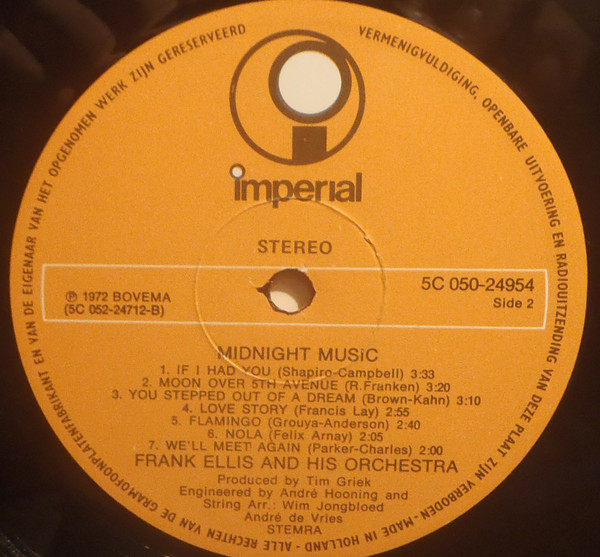 ALLE RECHTEN VAN DE GRAMOFOONPLATENFABRIKANT EN VAN DE EIGENAAR VAN HET OPGENOMEN WERK ZIJN GERESERVEERD
VERMENIGVULDIGING, OPENBARE UITVOERING EN RADIOUITZENDING VAN DEZE PLAAT ZIJN VERBODEN-MADE IN HOLLAND -
imperial
STEREO
5C 050-24954
Side 2
℗ 1972 BOVEMA
(5C 052-24712-B)
MIDNIGHT MUSiC
1. IF I HAD YOU (Shapiro-Campbell) 3:33
2. MOON OVER 5TH AVENUE (R.Franken) 3:20
3. YOU STEPPED OUT OF A DREAM (Brown-Kahn) 3:10
4. LOVE STORY (Francis Lay) 2:55
5. FLAMINGO (Grouya-Anderson) 2:40
6. NOLA (Felix Arnay) 2:05
7. WE'LL MEET AGAIN (Parker-Charles) 2:00
FRANK ELLIS AND HIS ORCHESTRA
Produced by Tim Griek
Engineered by André Hooning and
String Arr.: Wim Jongbloed
André de Vries
STEMRA